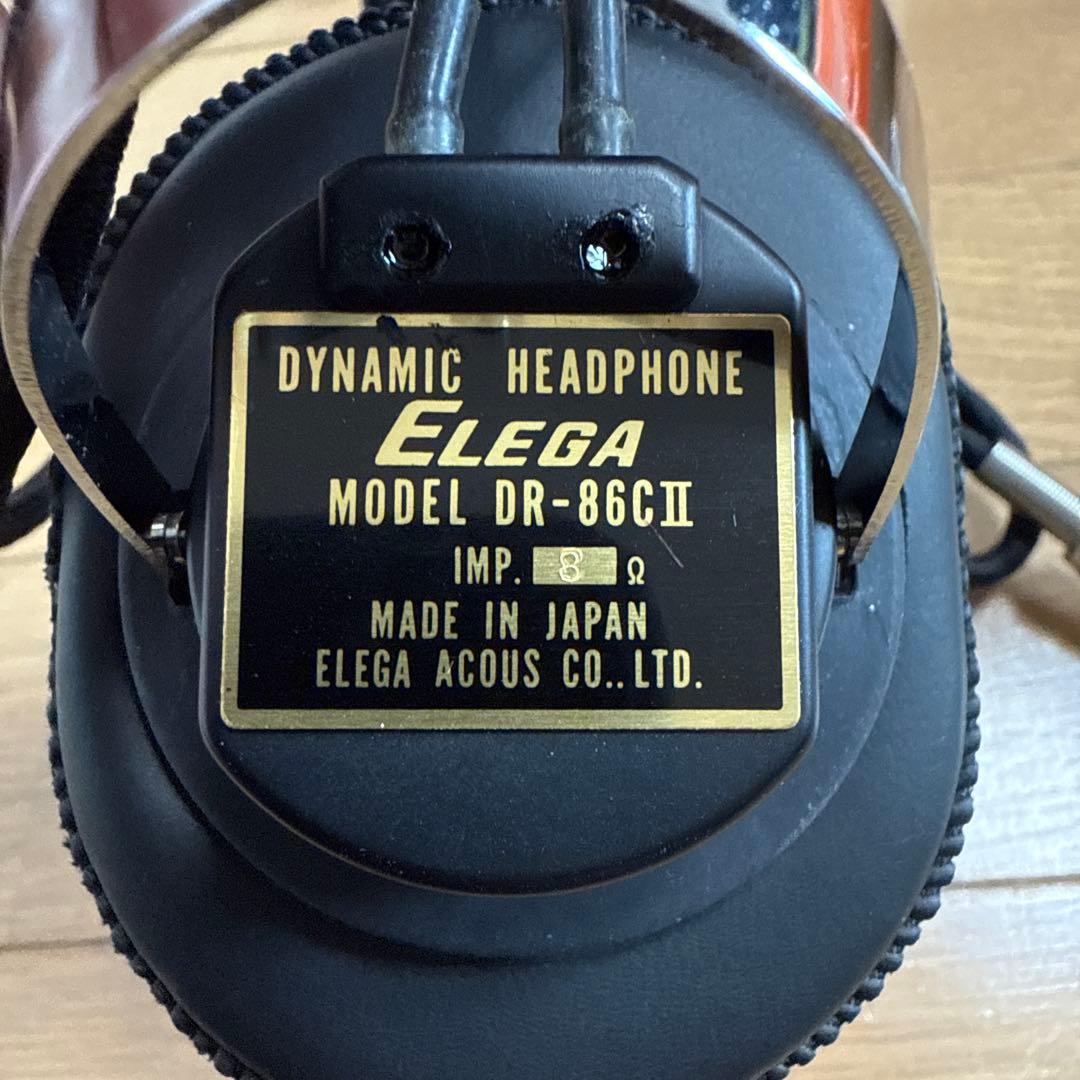 DYNAMIC HEADPHONE
ELEGA
MODEL DR-86CII
IMP. 8 Ω
MADE IN JAPAN
ELEGA ACOUS CO.,LTD.